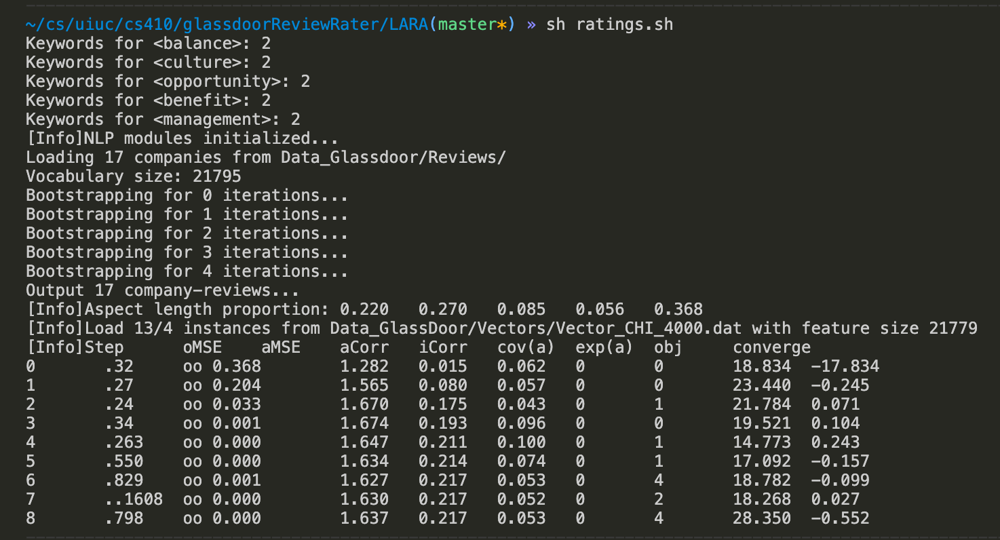 ~/cs/uiuc/cs410/glassdoorReviewRater/LARA(master*) » sh ratings.sh
Keywords for <balance>: 2
Keywords for <culture>: 2
Keywords for <opportunity>: 2
Keywords for <benefit>: 2
Keywords for <management>: 2
[Info]NLP modules initialized...
Loading 17 companies from Data_Glassdoor/Reviews/
Vocabulary size: 21795
Bootstrapping for 0 iterations...
Bootstrapping for 1 iterations...
Bootstrapping for 2 iterations...
Bootstrapping for 3 iterations...
Bootstrapping for 4 iterations...
Output 17 company-reviews...
[Info]Aspect length proportion: 0.220   0.270   0.085   0.056   0.368
[Info]Load 13/4 instances from Data_GlassDoor/Vectors/Vector_CHI_4000.dat with feature size 21779
[Info]Step      oMSE    aMSE    aCorr   iCorr   cov(a)  exp(a)  obj     converge
0       .32     oo 0.368        1.282   0.015   0.062   0       0       18.834  -17.834
1       .27     oo 0.204        1.565   0.080   0.057   0       0       23.440  -0.245
2       .24     oo 0.033        1.670   0.175   0.043   0       1       21.784  0.071
3       .34     oo 0.001        1.674   0.193   0.096   0       0       19.521  0.104
4       .263    oo 0.000        1.647   0.211   0.100   0       1       14.773  0.243
5       .550    oo 0.000        1.634   0.214   0.074   0       1       17.092  -0.157
6       .829    oo 0.001        1.627   0.217   0.053   0       4       18.782  -0.099
7       ..1608  oo 0.000        1.630   0.217   0.052   0       2       18.268  0.027
8       .798    oo 0.000        1.637   0.217   0.053   0       4       28.350  -0.552